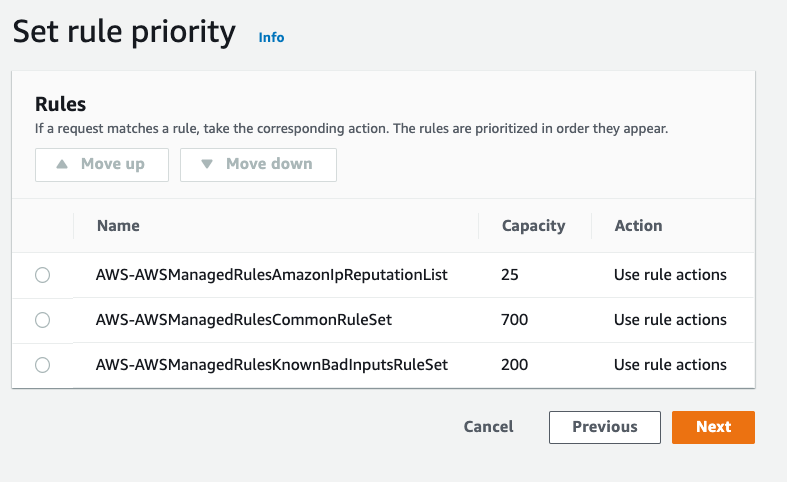 Set rule priority Info
Rules
If a request matches a rule, take the corresponding action. The rules are prioritized in order they appear.
Move up Move down
Name Capacity Action
AWS-AWSManagedRulesAmazonIpReputationList 25 Use rule actions
AWS-AWSManagedRulesCommonRuleSet 700 Use rule actions
AWS-AWSManagedRulesKnownBadInputsRuleSet 200 Use rule actions
Cancel Previous Next